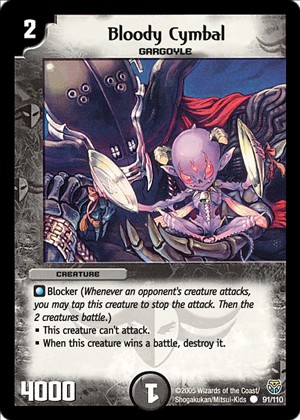 2
Bloody Cymbal
GARGOYLE
CREATURE
Blocker (Whenever an opponent's creature attacks,
you may tap this creature to stop the attack. Then the
2 creatures battle.)
▪ This creature can't attack.
▪ When this creature wins a battle, destroy it.
4000
1
©2005 Wizards of the Coast/
Shogakukan/Mitsui-Kids
91/110